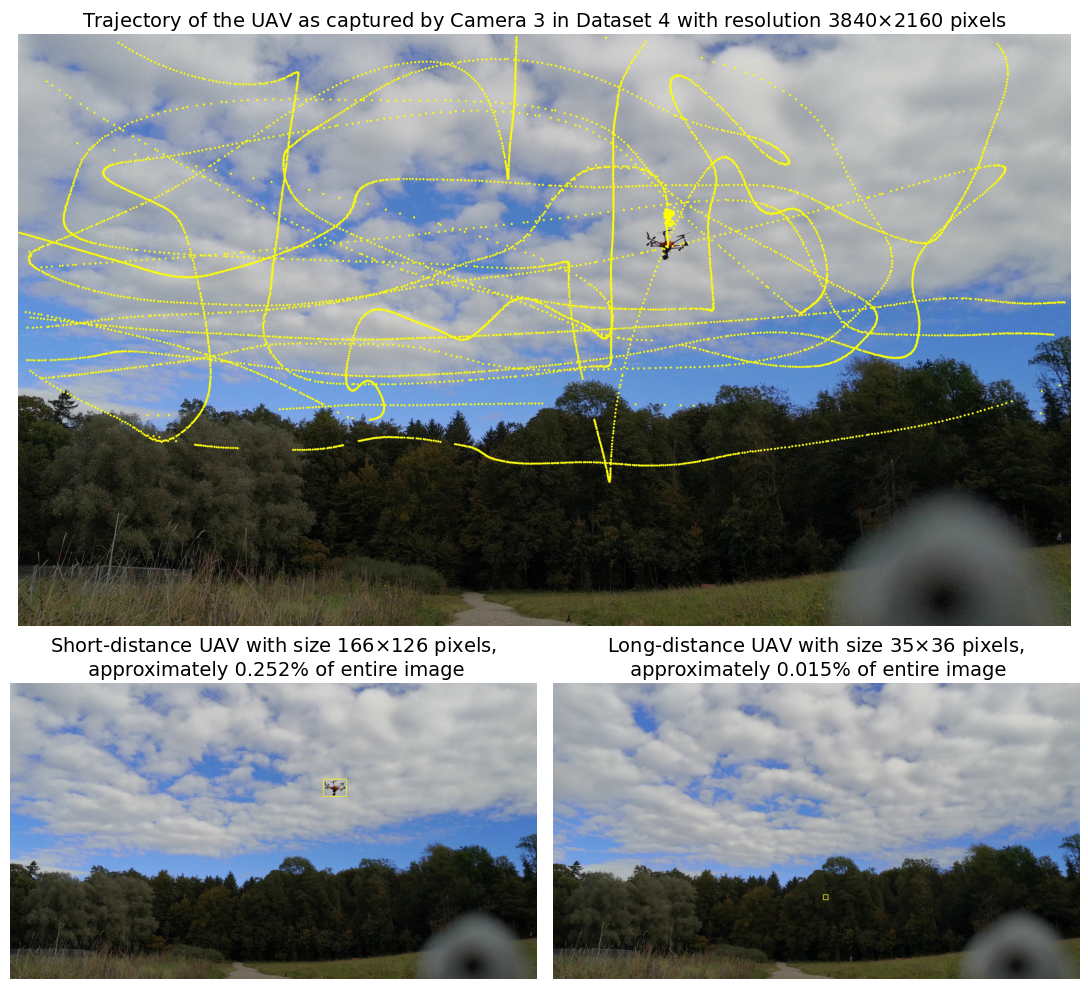 Trajectory of the UAV as captured by Camera 3 in Dataset 4 with resolution 3840×2160 pixels
Short-distance UAV with size 166×126 pixels,
approximately 0.252% of entire image
Long-distance UAV with size 35×36 pixels,
approximately 0.015% of entire image